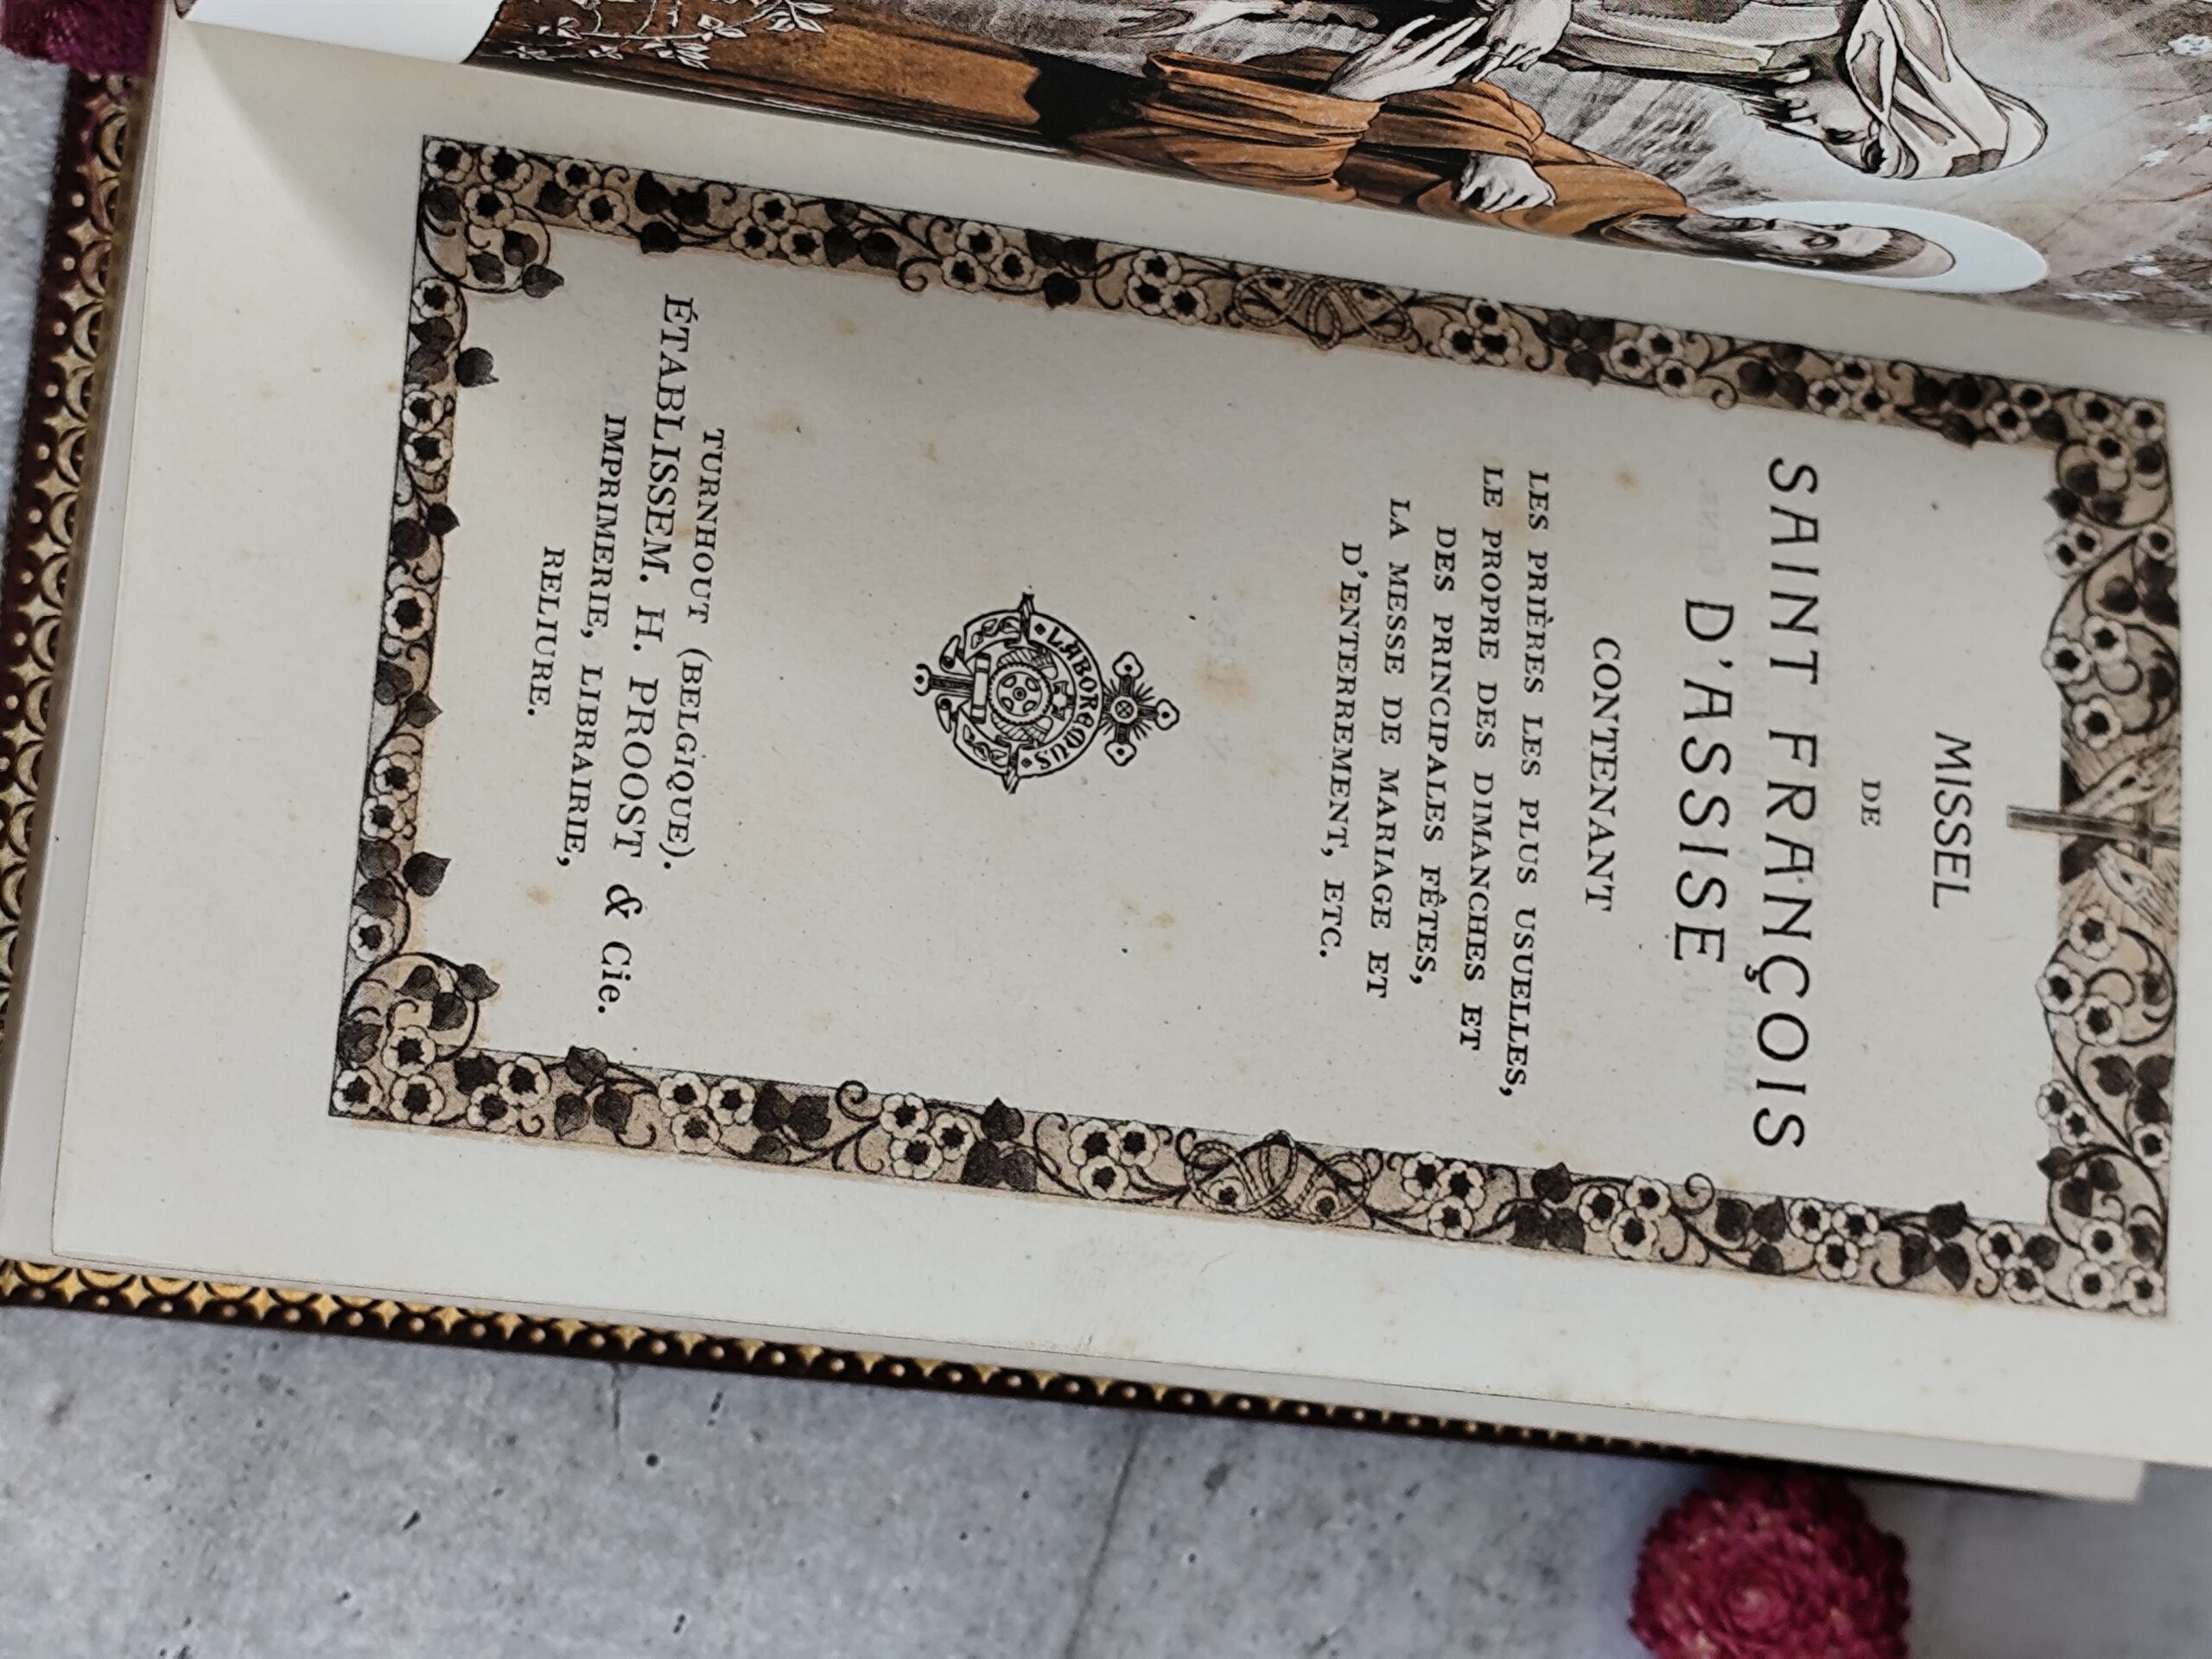 MISSEL
DE
SAINT FRANÇOIS
D'ASSISE
CONTENANT
LES PRIÈRES LES PLUS USUELLES,
LE PROPRE DES DIMANCHES ET
DES PRINCIPALES FÊTES,
LA MESSE DE MARIAGE ET
D'ENTERREMENT, ETC.
LABOREMUS
TURNHOUT (BELGIQUE).
ÉTABLISSEM. H. PROOST & Cie.
IMPRIMERIE, LIBRAIRIE,
RELIURE.